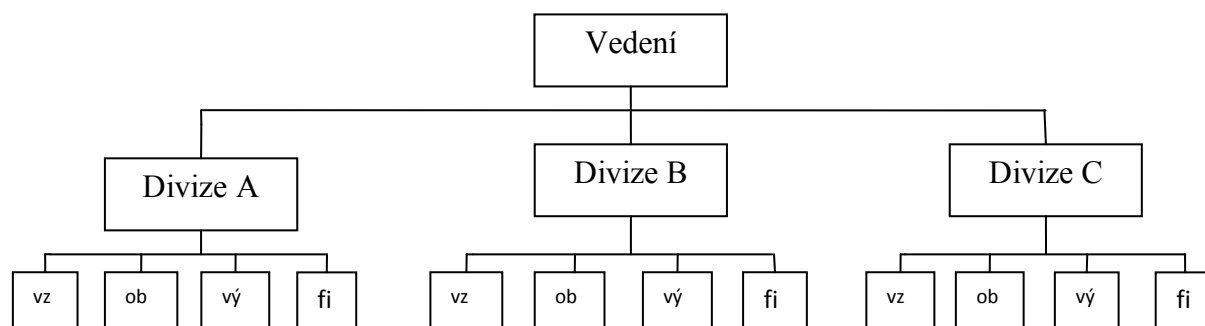 Vedení
Divize A
Divize B
Divize C
vz
ob
vý
fi
vz
ob
vý
fi
vz
ob
vý
fi